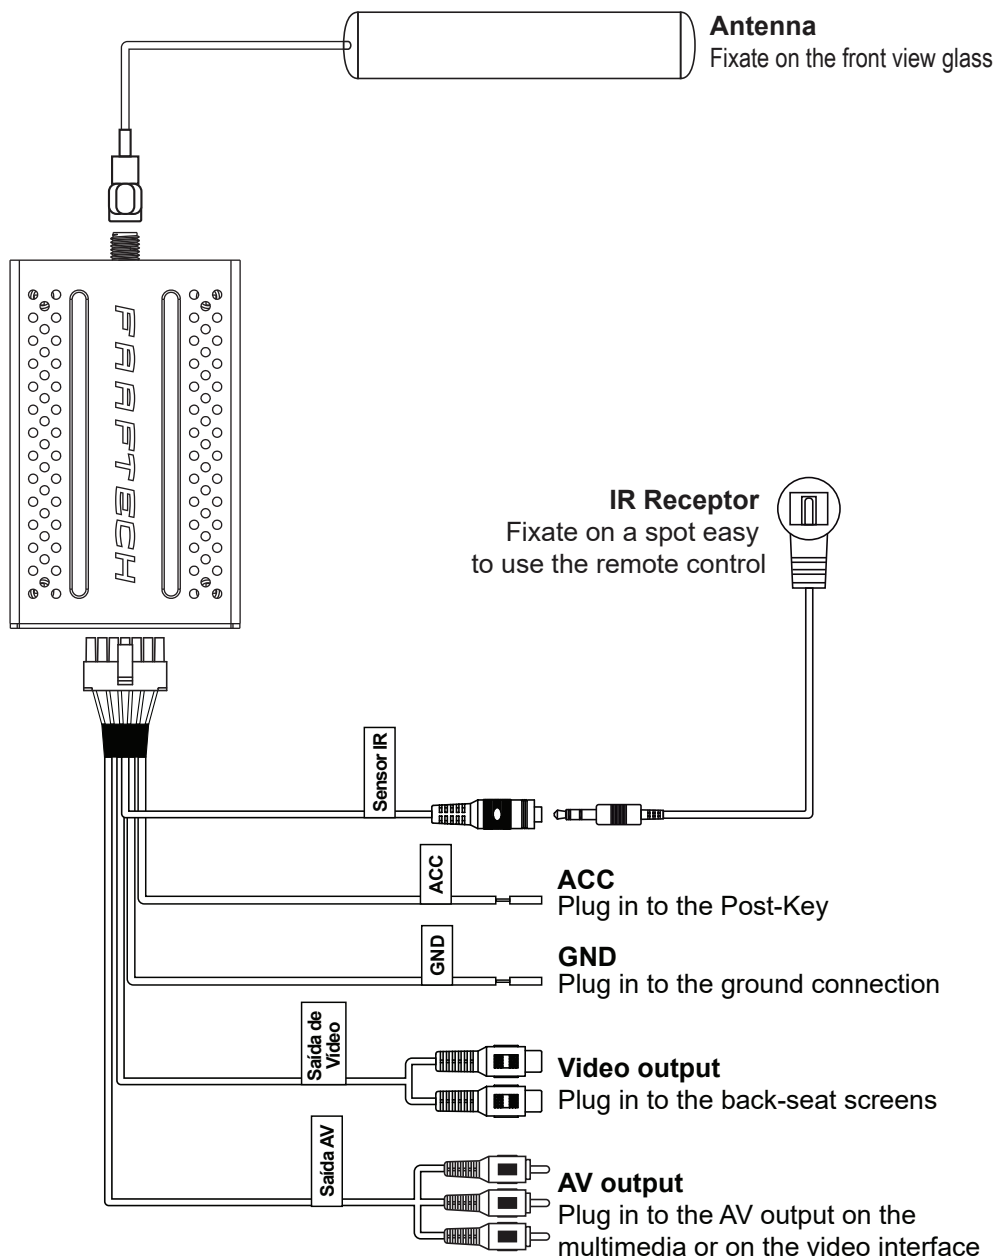 Antenna
Fixate on the front view glass
FAAFTECH
IR Receptor
Fixate on a spot easy
to use the remote control
Sensor IR
ACC
ACC
Plug in to the Post-Key
GND
GND
Plug in to the ground connection
Saída de
Vídeo
Video output
Plug in to the back-seat screens
Saída AV
AV output
Plug in to the AV output on the
multimedia or on the video interface